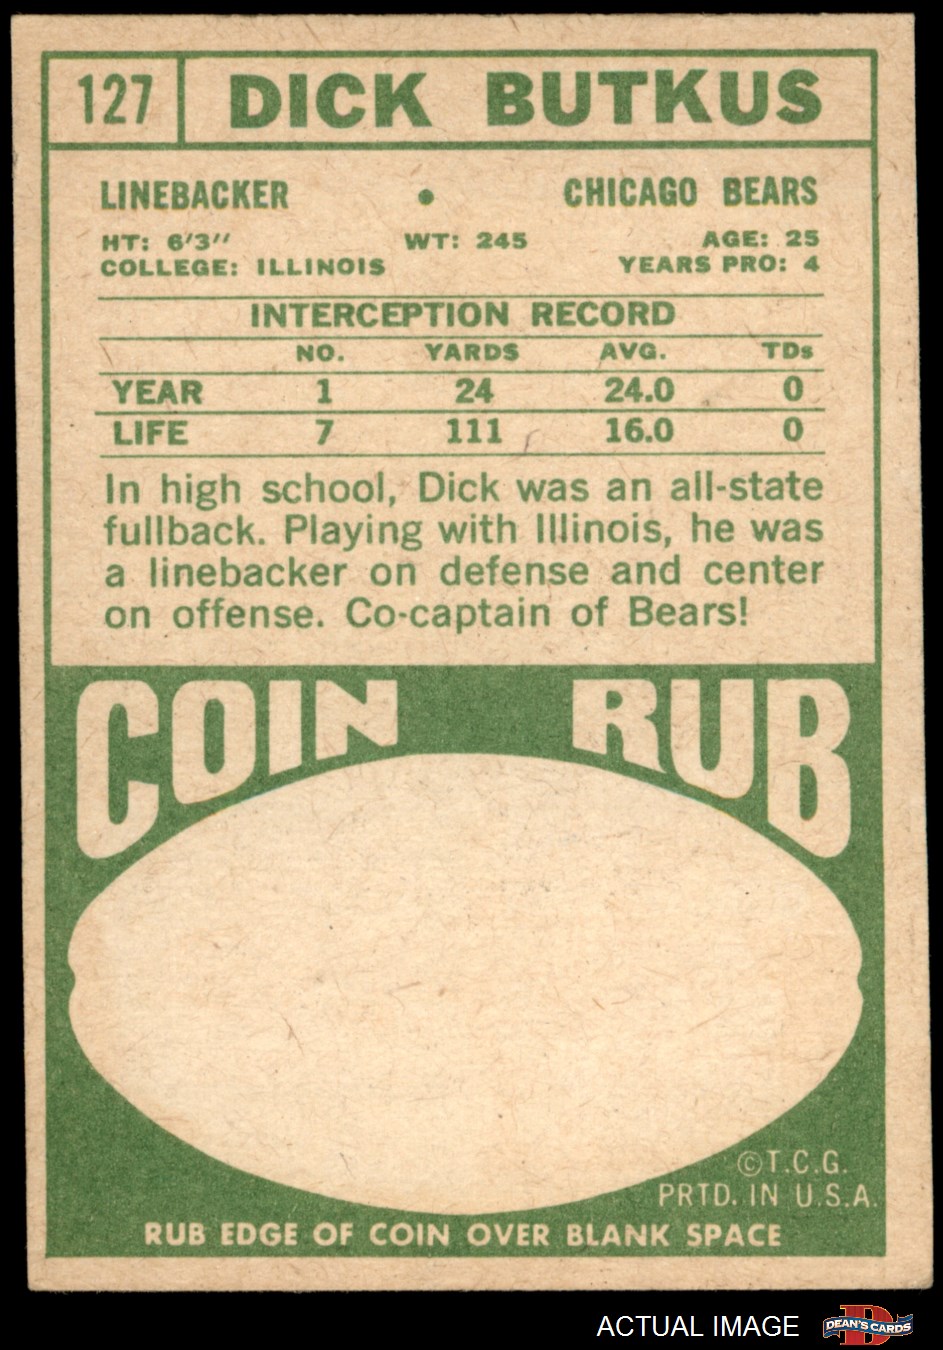 127 DICK BUTKUS
LINEBACKER • CHICAGO BEARS
HT: 6'3" WT: 245 AGE: 25
COLLEGE: ILLINOIS YEARS PRO: 4
INTERCEPTION RECORD
NO. YARDS AVG. TDs
YEAR 1 24 24.0 0
LIFE 7 111 16.0 0
In high school, Dick was an all-state
fullback. Playing with Illinois, he was
a linebacker on defense and center
on offense. Co-captain of Bears!
COIN RUB
©T.C.G.
PRTD. IN U.S.A.
RUB EDGE OF COIN OVER BLANK SPACE
ACTUAL IMAGE D DEAN'S CARDS